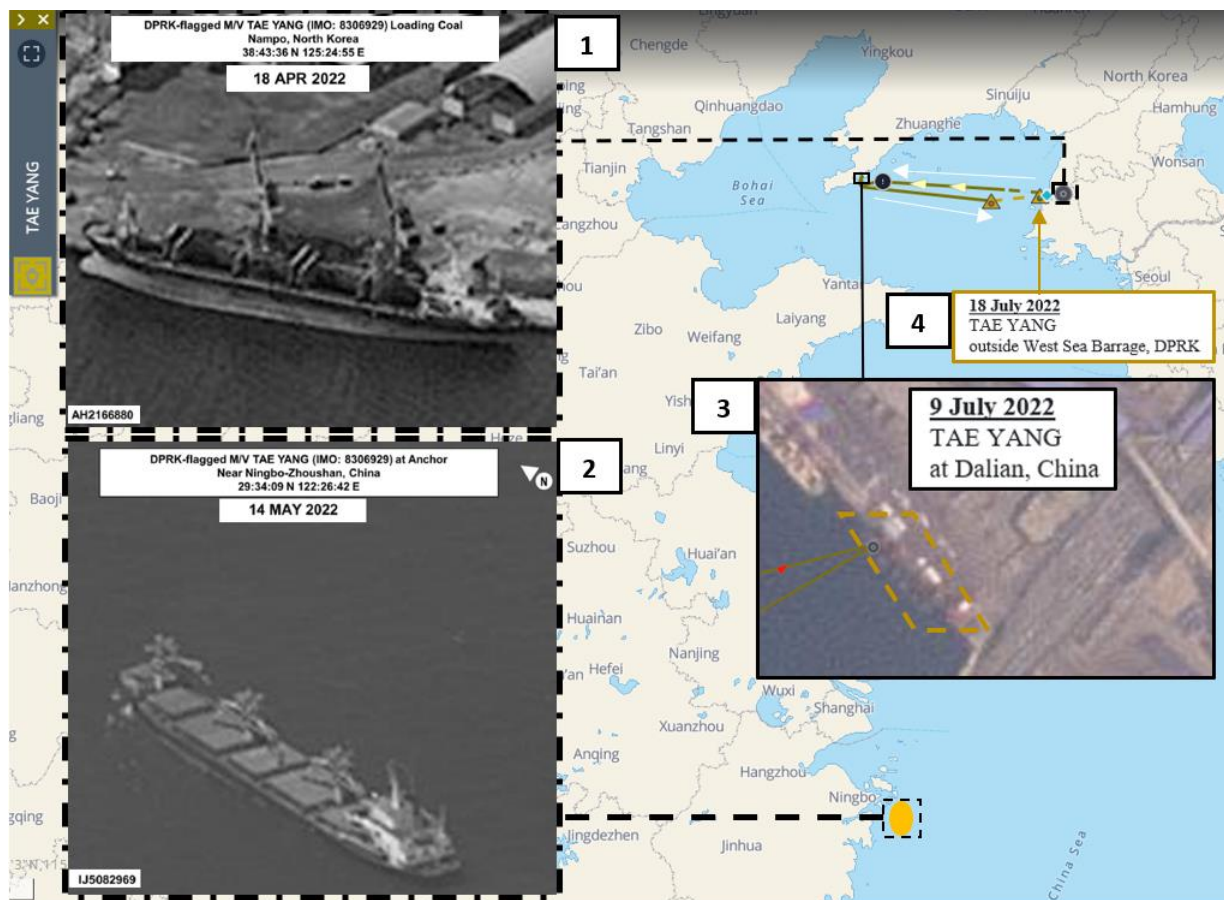 TAE YANG
DPRK-flagged M/V TAE YANG (IMO: 8306929) Loading Coal
Nampo, North Korea
38:43:36 N 125:24:55 E
18 APR 2022
AH2166880
1
DPRK-flagged M/V TAE YANG (IMO: 8306929) at Anchor
Near Ningbo-Zhoushan, China
29:34:09 N 122:26:42 E
14 MAY 2022
N
IJ5082969
2
3
9 July 2022
TAE YANG
at Dalian, China
4
18 July 2022
TAE YANG
outside West Sea Barrage, DPRK
Chengde
Yingkou
North Korea
Qinhuangdao
Sinuiju
Hamhung
Tangshan
Zhuanghe
Tianjin
Wonsan
Bohai
Sea
Seoul
Yantai
Laiyang
Zibo
Weifang
Tai'an
Linyi
Baoji
Suzhou
Huai'an
Huainan
Nanjing
Hefei
Wuxi
Shanghai
Xuanzhou
Anqing
Hangzhou
Ningbo
Jingdezhen
Jinhua
China Sea